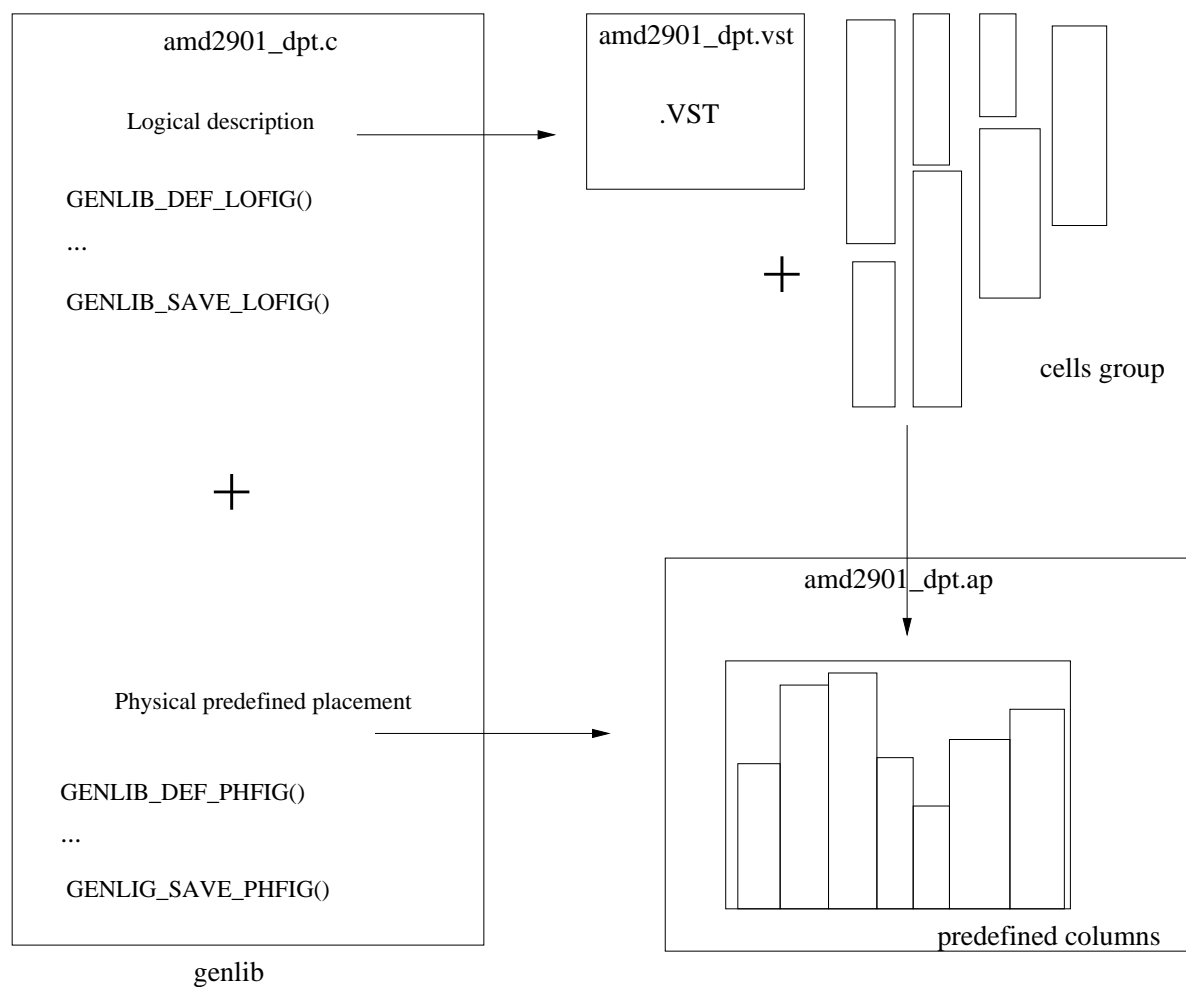 amd2901_dpt.c
Logical description
GENLIB_DEF_LOFIG()
...
GENLIB_SAVE_LOFIG()
+
Physical predefined placement
GENLIB_DEF_PHFIG()
...
GENLIG_SAVE_PHFIG()
genlib
amd2901_dpt.vst
.VST
+
cells group
amd2901_dpt.ap
predefined columns